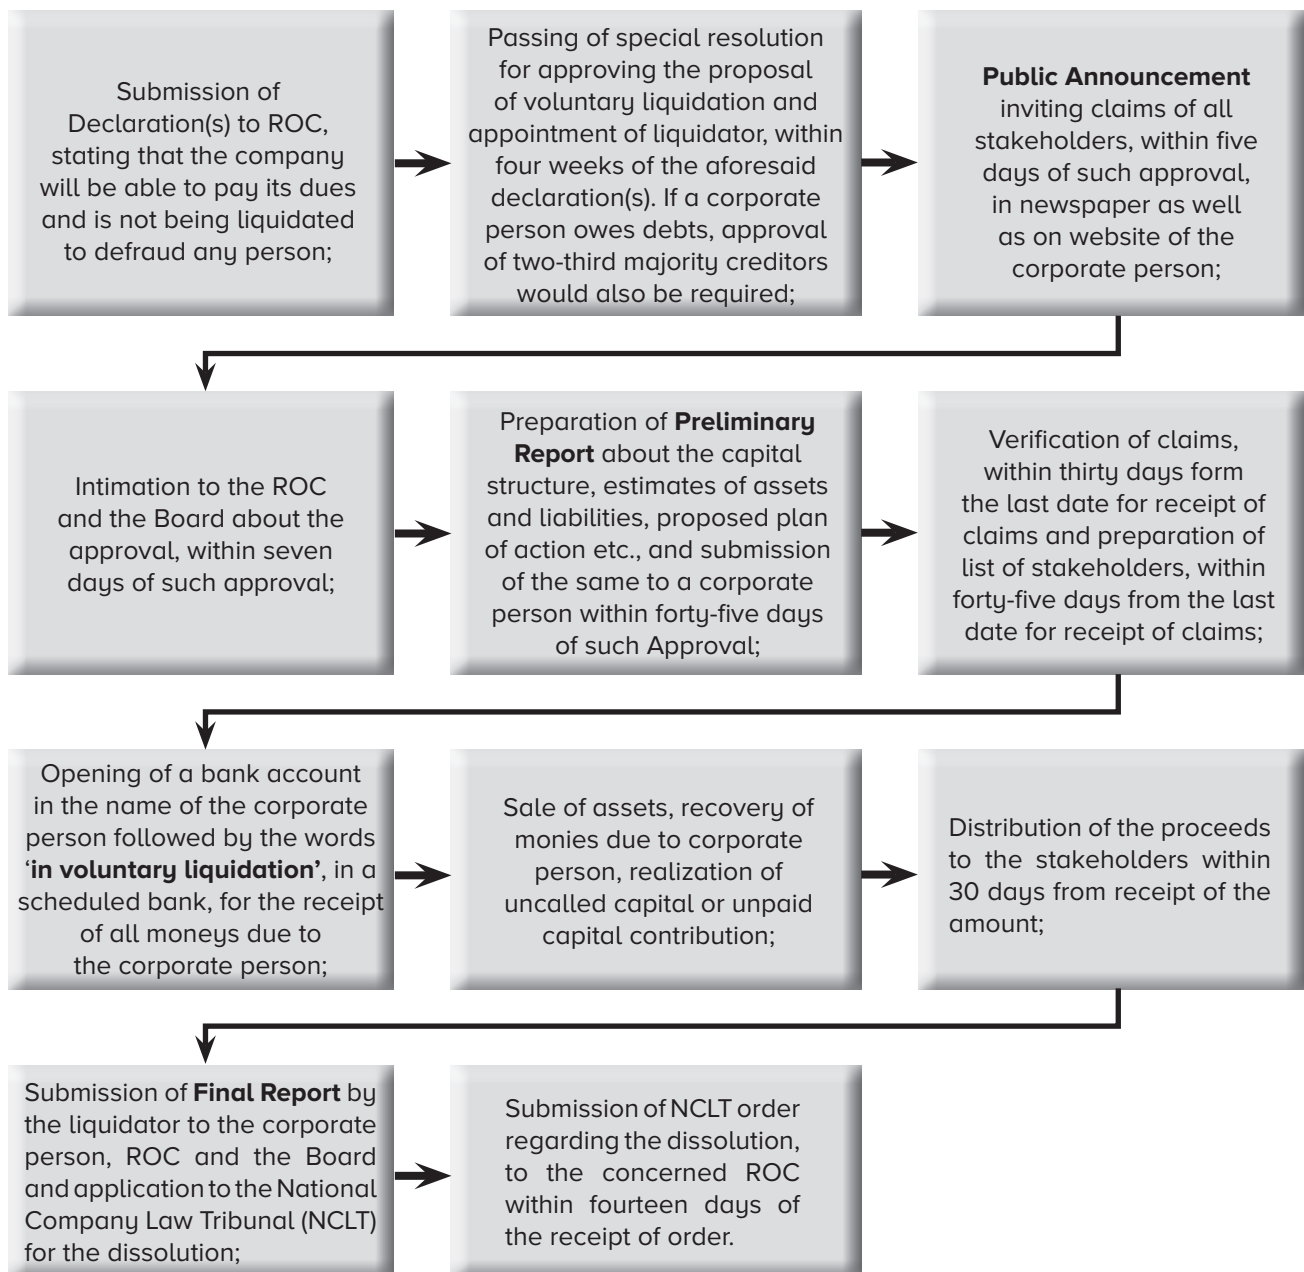 Submission of
Declaration(s) to ROC,
stating that the company
will be able to pay its dues
and is not being liquidated
to defraud any person;
Passing of special resolution
for approving the proposal
of voluntary liquidation and
appointment of liquidator, within
four weeks of the aforesaid
declaration(s). If a corporate
person owes debts, approval
of two-third majority creditors
would also be required;
Public Announcement
inviting claims of all
stakeholders, within five
days of such approval,
in newspaper as well
as on website of the
corporate person;
Intimation to the ROC
and the Board about the
approval, within seven
days of such approval;
Preparation of Preliminary
Report about the capital
structure, estimates of assets
and liabilities, proposed plan
of action etc., and submission
of the same to a corporate
person within forty-five days
of such Approval;
Verification of claims,
within thirty days form
the last date for receipt of
claims and preparation of
list of stakeholders, within
forty-five days from the last
date for receipt of claims;
Opening of a bank account
in the name of the corporate
person followed by the words
‘in voluntary liquidation’, in a
scheduled bank, for the receipt
of all moneys due to
the corporate person;
Sale of assets, recovery of
monies due to corporate
person, realization of
uncalled capital or unpaid
capital contribution;
Distribution of the proceeds
to the stakeholders within
30 days from receipt of the
amount;
Submission of Final Report by
the liquidator to the corporate
person, ROC and the Board
and application to the National
Company Law Tribunal (NCLT)
for the dissolution;
Submission of NCLT order
regarding the dissolution,
to the concerned ROC
within fourteen days of
the receipt of order.